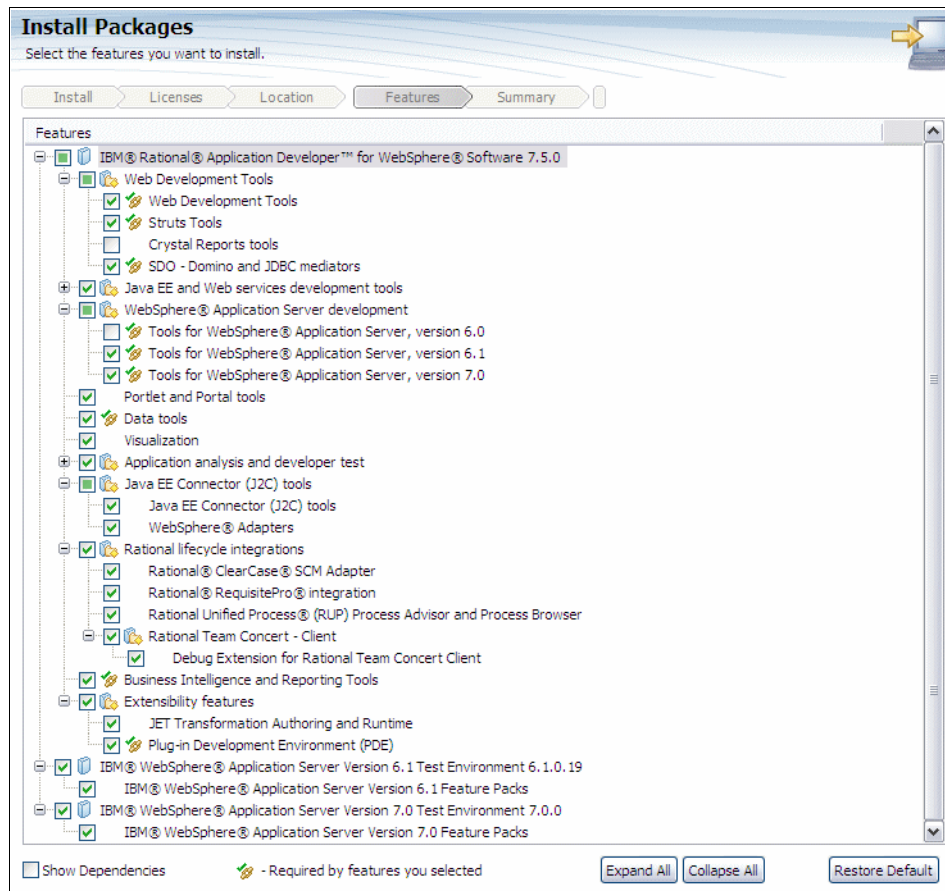 Install Packages
Select the features you want to install.
Install Licenses Location Features Summary
Features
IBM® Rational® Application Developer™ for WebSphere® Software 7.5.0
Web Development Tools
Web Development Tools
Struts Tools
Crystal Reports tools
SDO - Domino and JDBC mediators
Java EE and Web services development tools
WebSphere® Application Server development
Tools for WebSphere® Application Server, version 6.0
Tools for WebSphere® Application Server, version 6.1
Tools for WebSphere® Application Server, version 7.0
Portlet and Portal tools
Data tools
Visualization
Application analysis and developer test
Java EE Connector (J2C) tools
Java EE Connector (J2C) tools
WebSphere® Adapters
Rational lifecycle integrations
Rational® ClearCase® SCM Adapter
Rational® RequisitePro® integration
Rational Unified Process® (RUP) Process Advisor and Process Browser
Rational Team Concert - Client
Debug Extension for Rational Team Concert Client
Business Intelligence and Reporting Tools
Extensibility features
JET Transformation Authoring and Runtime
Plug-in Development Environment (PDE)
IBM® WebSphere® Application Server Version 6.1 Test Environment 6.1.0.19
IBM® WebSphere® Application Server Version 6.1 Feature Packs
IBM® WebSphere® Application Server Version 7.0 Test Environment 7.0.0
IBM® WebSphere® Application Server Version 7.0 Feature Packs
Show Dependencies - Required by features you selected Expand All Collapse All Restore Default